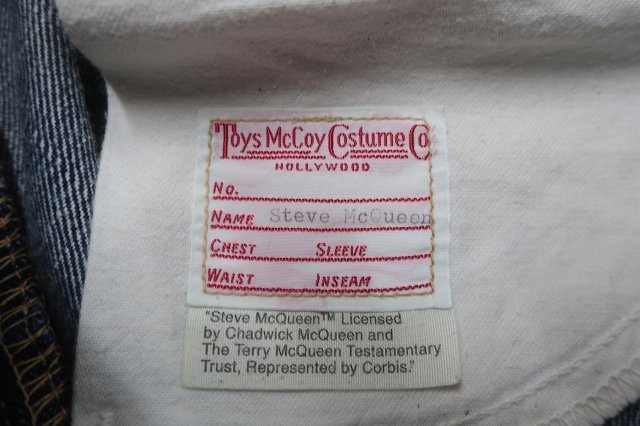 Toys McCoy Costume Co
HOLLYWOOD
No.
NAME Steve McQueen
CHEST SLEEVE
WAIST INSEAM
"Steve McQueen™ Licensed
by Chadwick McQueen and
The Terry McQueen Testamentary
Trust, Represented by Corbis."